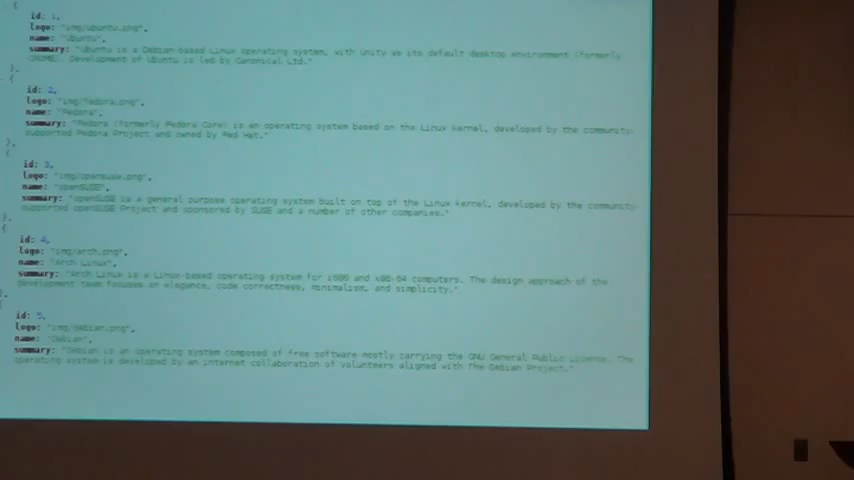 {
id: 1,
logo: "img/ubuntu.png",
name: "Ubuntu",
summary: "Ubuntu is a Debian-based Linux operating system, with Unity as its default desktop environment (formerly
GNOME). Development of Ubuntu is led by Canonical Ltd."
},
{
id: 2,
logo: "img/fedora.png",
name: "Fedora",
summary: "Fedora (formerly Fedora Core) is an operating system based on the Linux kernel, developed by the community-
supported Fedora Project and owned by Red Hat."
},
{
id: 3,
logo: "img/opensuse.png",
name: "openSUSE",
summary: "openSUSE is a general purpose operating system built on top of the Linux kernel, developed by the community-
supported openSUSE Project and sponsored by SUSE and a number of other companies."
},
{
id: 4,
logo: "img/arch.png",
name: "Arch Linux",
summary: "Arch Linux is a Linux-based operating system for i686 and x86-64 computers. The design approach of the
development team focuses on elegance, code correctness, minimalism, and simplicity."
},
{
id: 5,
logo: "img/debian.png",
name: "Debian",
summary: "Debian is an operating system composed of free software mostly carrying the GNU General Public License. The
operating system is developed by an internet collaboration of volunteers aligned with The Debian Project."